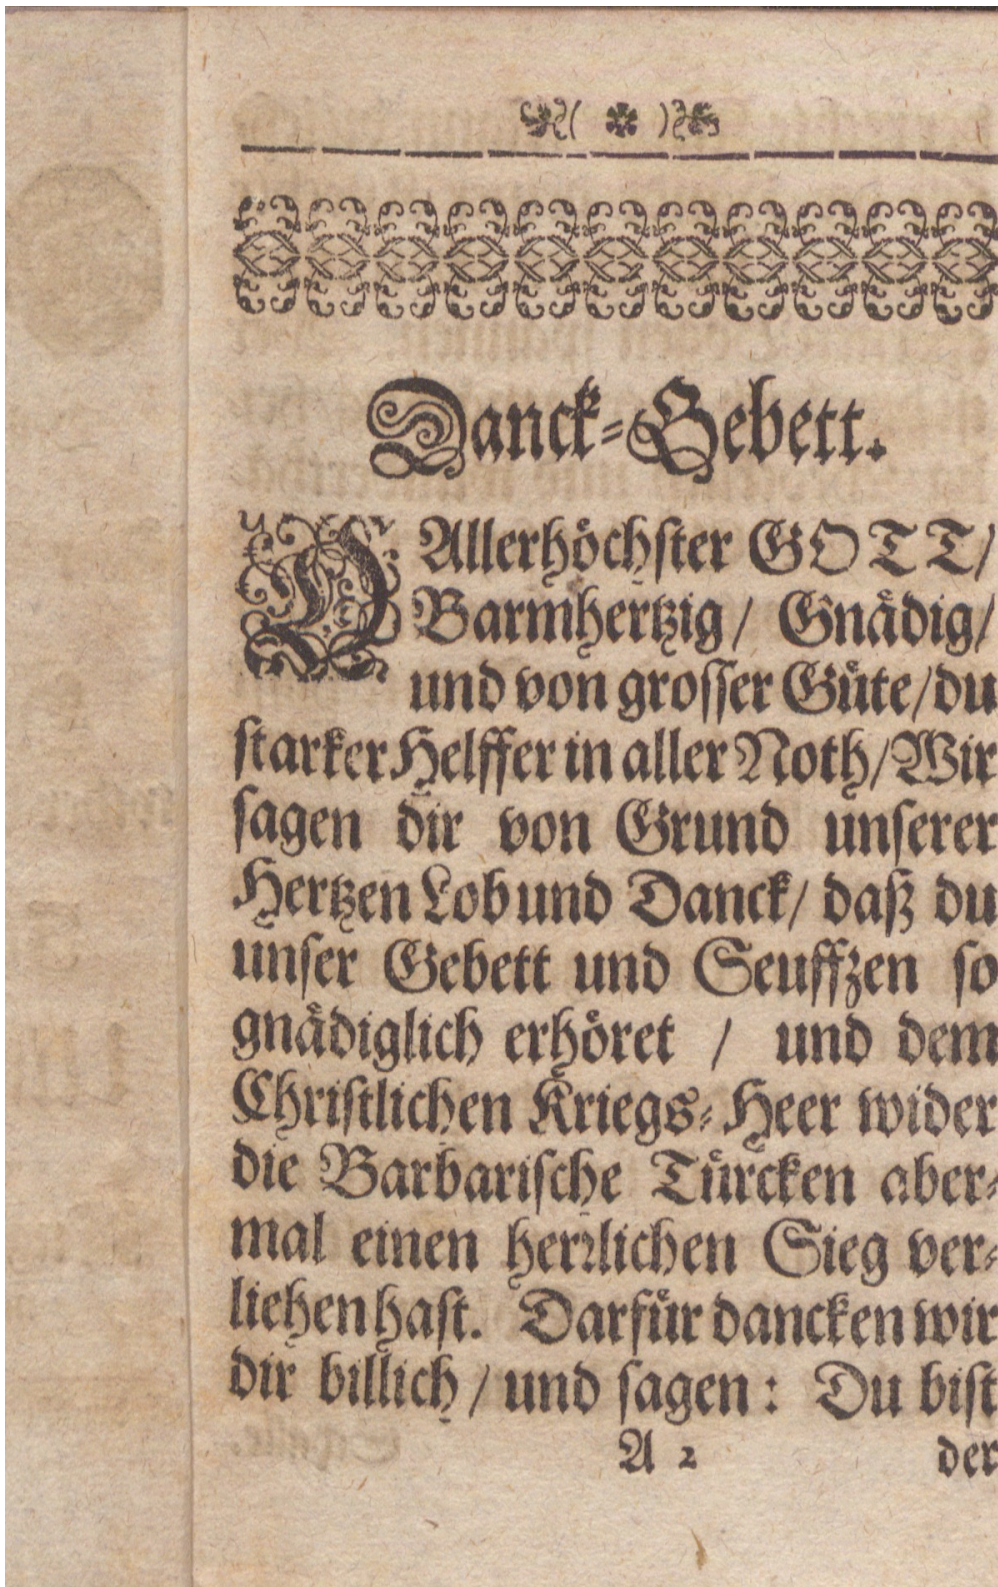 Danck-Gebett.
O Allerhöchster GOTT/
Barmhertzig/ Gnädig/
und von grosser Güte/du
starker Helffer in aller Noth/Wir
sagen dir von Grund unserer
Hertzen Lob und Danck/ daß du
unser Gebett und Seuffzen so
gnädiglich erhöret / und dem
Christlichen Kriegs-Heer wider
die Barbarische Türcken aber-
mal einen herrlichen Sieg ver-
liehen hast. Darfür dancken wir
dir billich/ und sagen: Du bist
A 2 der